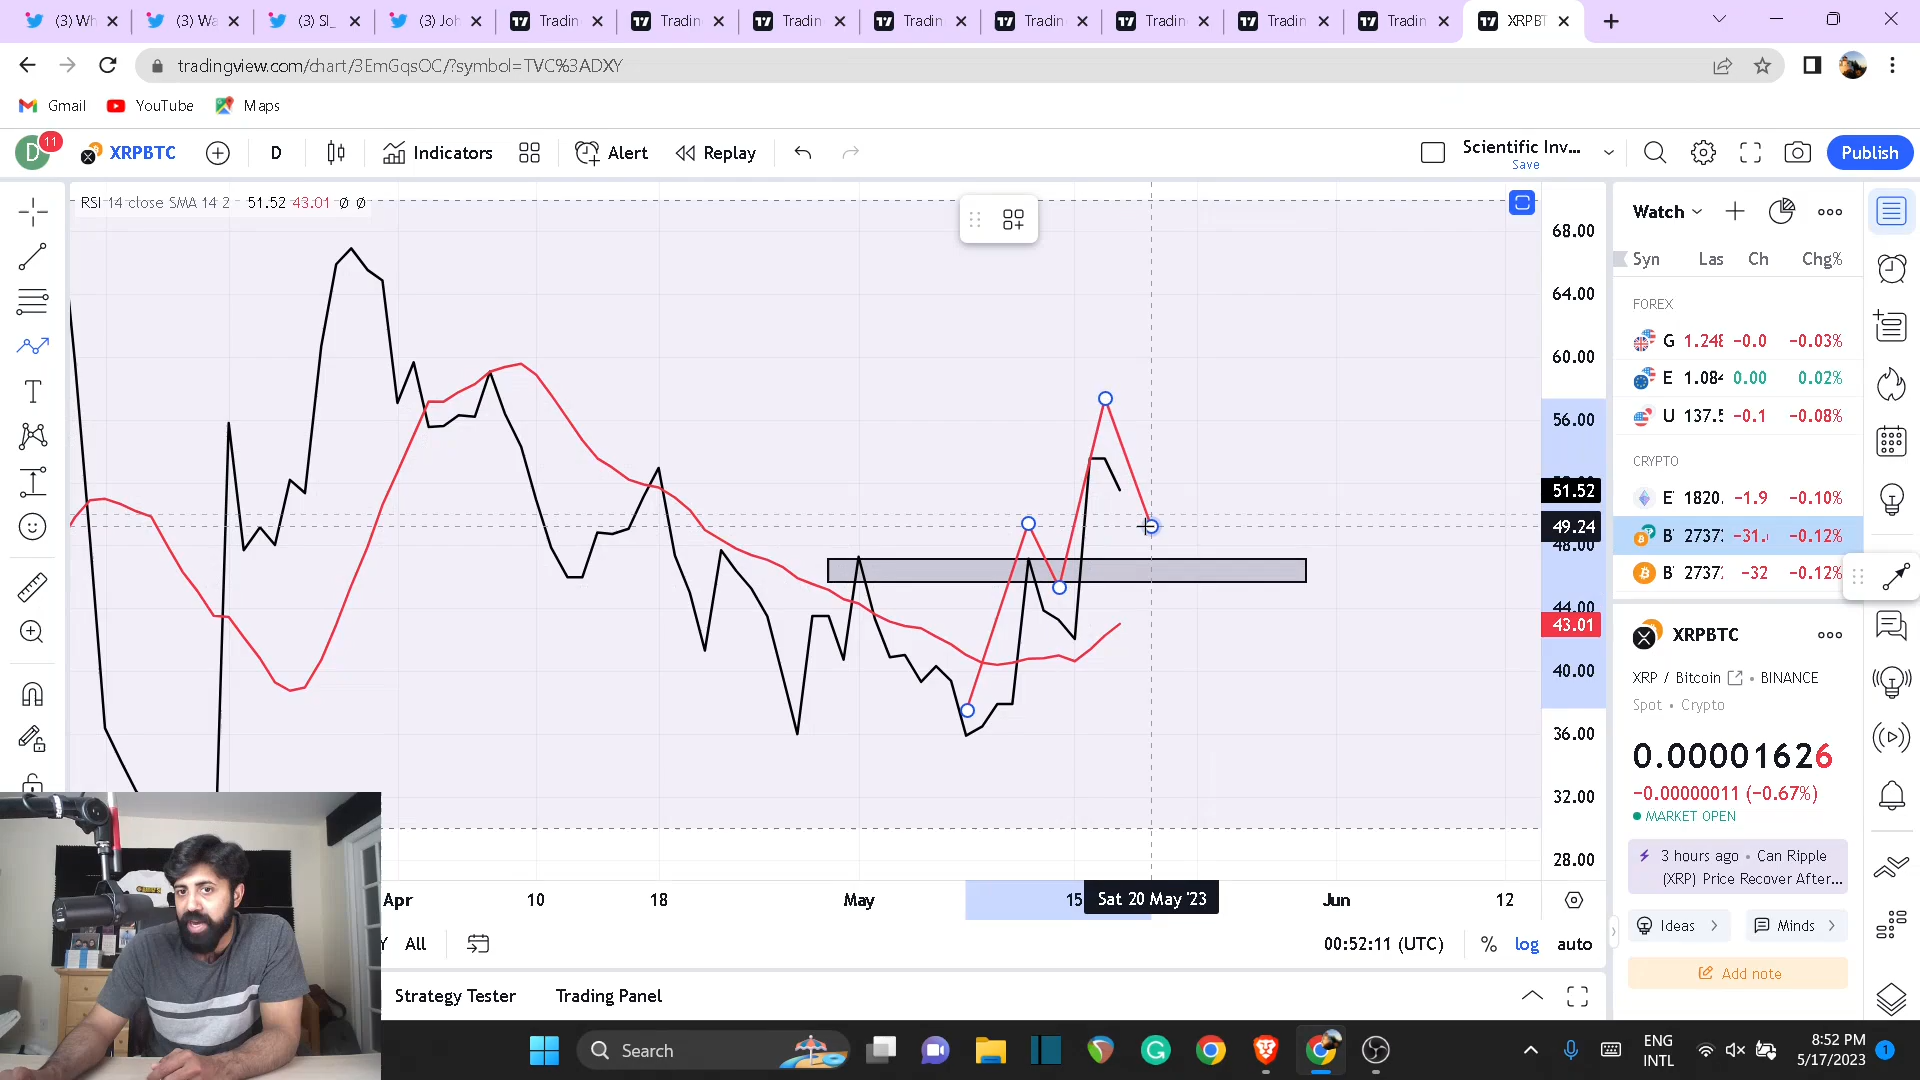 (3) Wh
(3) Wa
(3) SI_
(3) Joh
Tradin
Tradin
Tradin
Tradin
Tradin
Tradin
Tradin
Tradin
XRPBT
tradingview.com/chart/3EmGqsOC/?symbol=TVC%3ADXY
Gmail
YouTube
Maps
D
11
XRPBTC
D
Indicators
Alert
Replay
Scientific Inv...
Save
Publish
RSI 14 close SMA 14 2 51.52 43.01 Ø Ø
68.00
64.00
60.00
56.00
51.52
49.24
48.00
44.00
43.01
40.00
36.00
32.00
28.00
Apr
10
18
May
15
Sat 20 May '23
Jun
12
All
00:52:11 (UTC)
%
log
auto
Strategy Tester
Trading Panel
Watch
Syn Las Ch Chg%
FOREX
G 1.248 −0.0 −0.03%
E 1.084 0.00 0.02%
U 137.5 −0.1 −0.08%
CRYPTO
E 1820. −1.9 −0.10%
B 2737 −31. −0.12%
B 2737 −32 −0.12%
XRPBTC
XRP / Bitcoin • BINANCE
Spot • Crypto
0.00001626
−0.00000011 (−0.67%)
MARKET OPEN
3 hours ago • Can Ripple
(XRP) Price Recover After...
Ideas
Minds
Add note
Search
ENG
INTL
8:52 PM
5/17/2023
1